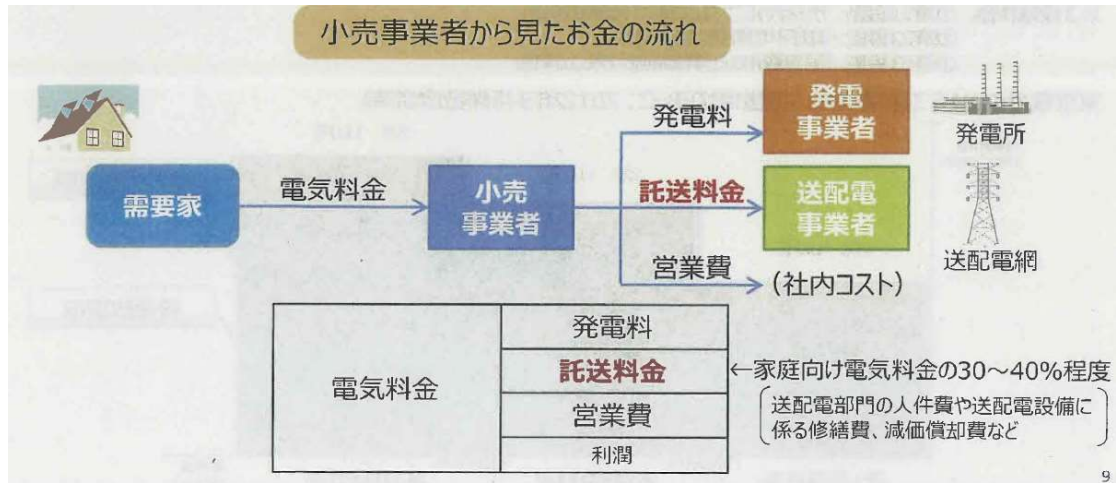 小売事業者から見たお金の流れ
需要家
電気料金
小売
事業者
発電料
発電
事業者
発電所
託送料金
送配電
事業者
送配電網
営業費
（社内コスト）
電気料金
発電料
託送料金
営業費
利潤
←家庭向け電気料金の30～40%程度
送配電部門の人件費や送配電設備に
係る修繕費、減価償却費など
9